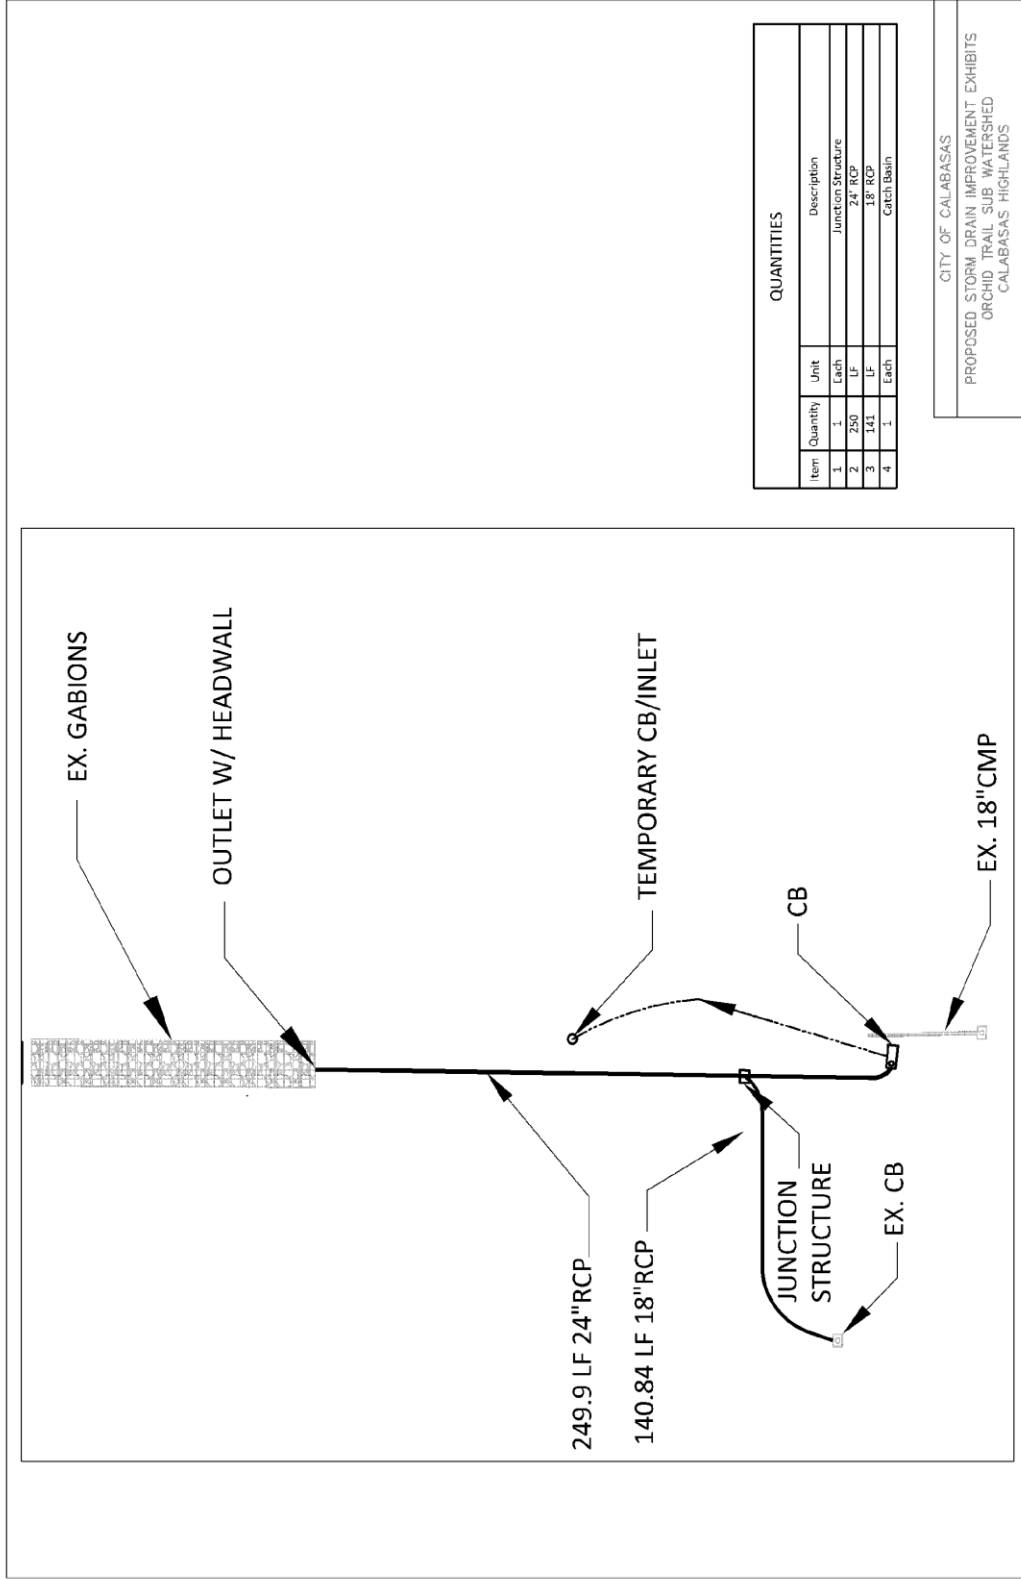 EX. GABIONS
OUTLET W/ HEADWALL
249.9 LF 24"RCP
TEMPORARY CB/INLET
140.84 LF 18"RCP
JUNCTION
STRUCTURE
CB
EX. CB
EX. 18"CMP
QUANTITIES
Item Quantity Unit Description
1 1 Each Junction Structure
2 250 LF 24' RCP
3 141 LF 18' RCP
4 1 Each Catch Basin
CITY OF CALABASAS
PROPOSED STORM DRAIN IMPROVEMENT EXHIBITS
ORCHID TRAIL SUB WATERSHED
CALABASAS HIGHLANDS